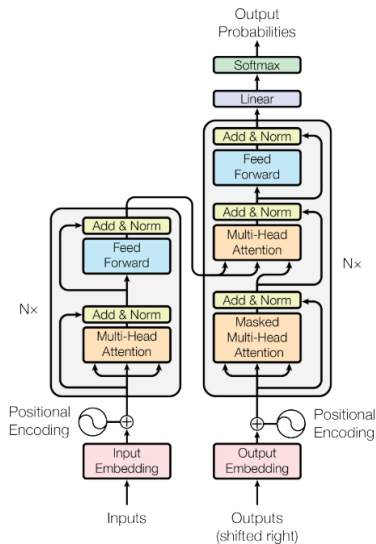 Output
Probabilities
Softmax
Linear
Add & Norm
Feed
Forward
Add & Norm
Multi-Head
Attention
Add & Norm
Masked
Multi-Head
Attention
N×
Add & Norm
Feed
Forward
Add & Norm
Multi-Head
Attention
N×
Positional
Encoding
Positional
Encoding
Input
Embedding
Output
Embedding
Inputs
Outputs
(shifted right)